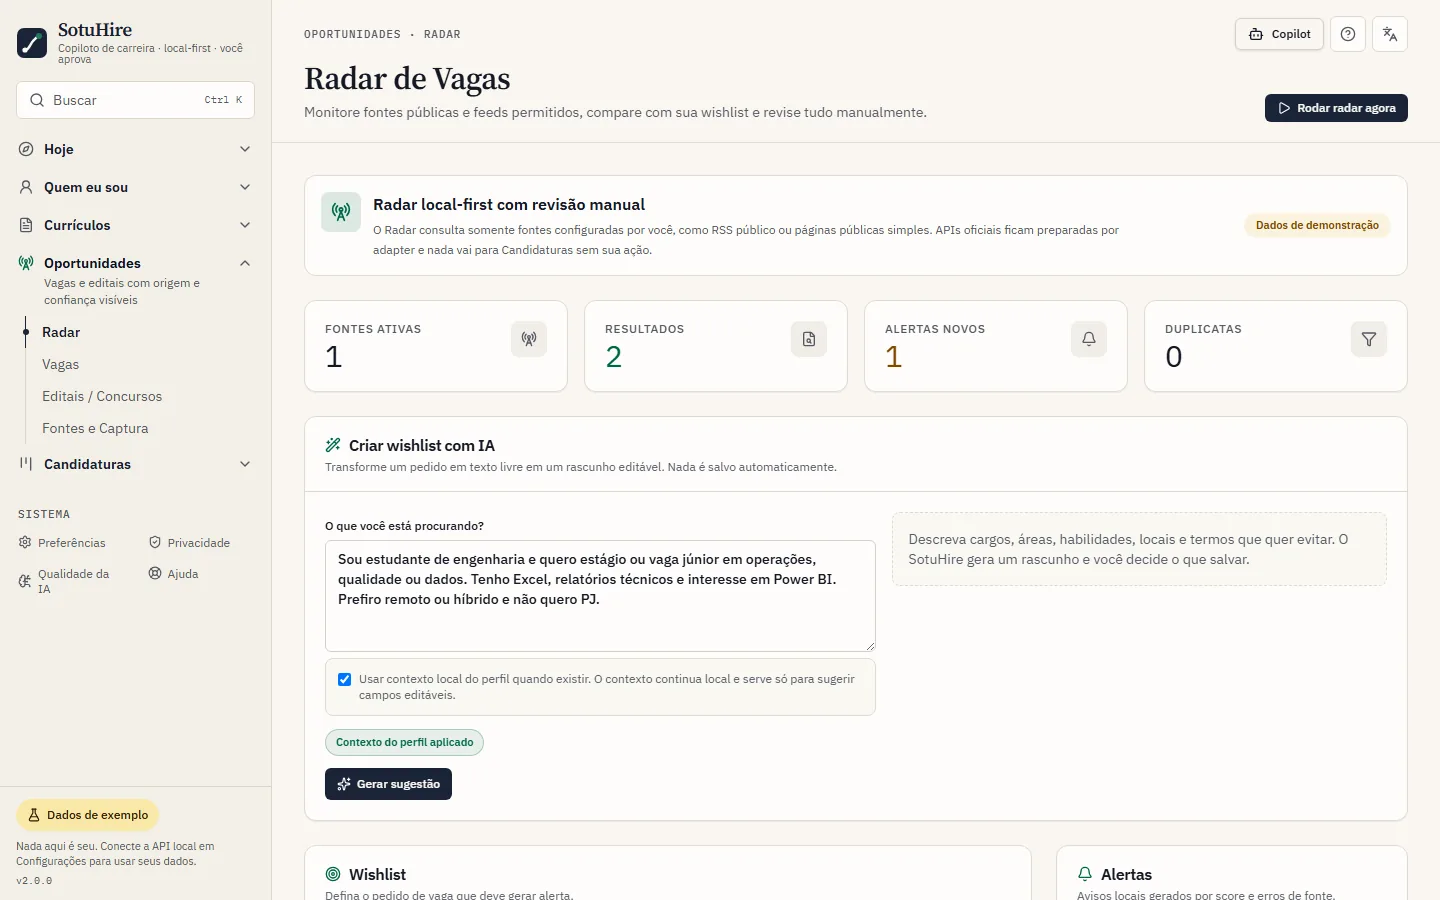 SotuHire
Copiloto de carreira · local-first · você
aprova
Buscar
Ctrl K
Hoje
Quem eu sou
Currículos
Oportunidades
Vagas e editais com origem e
confiança visíveis
Radar
Vagas
Editais / Concursos
Fontes e Captura
Candidaturas
SISTEMA
Preferências
Privacidade
Qualidade da
IA
Ajuda
Dados de exemplo
Nada aqui é seu. Conecte a API local em
Configurações para usar seus dados.
v2.0.0
OPORTUNIDADES · RADAR
Copilot
Radar de Vagas
Monitore fontes públicas e feeds permitidos, compare com sua wishlist e revise tudo manualmente.
Rodar radar agora
Radar local-first com revisão manual
O Radar consulta somente fontes configuradas por você, como RSS público ou páginas públicas simples. APIs oficiais ficam preparadas por
adapter e nada vai para Candidaturas sem sua ação.
Dados de demonstração
FONTES ATIVAS
1
RESULTADOS
2
ALERTAS NOVOS
1
DUPLICATAS
0
Criar wishlist com IA
Transforme um pedido em texto livre em um rascunho editável. Nada é salvo automaticamente.
O que você está procurando?
Sou estudante de engenharia e quero estágio ou vaga júnior em operações,
qualidade ou dados. Tenho Excel, relatórios técnicos e interesse em Power BI.
Prefiro remoto ou híbrido e não quero PJ.
Usar contexto local do perfil quando existir. O contexto continua local e serve só para sugerir
campos editáveis.
Contexto do perfil aplicado
Gerar sugestão
Descreva cargos, áreas, habilidades, locais e termos que quer evitar. O
SotuHire gera um rascunho e você decide o que salvar.
Wishlist
Defina o pedido de vaga que deve gerar alerta.
Alertas
Avisos locais gerados por score e erros de fonte.